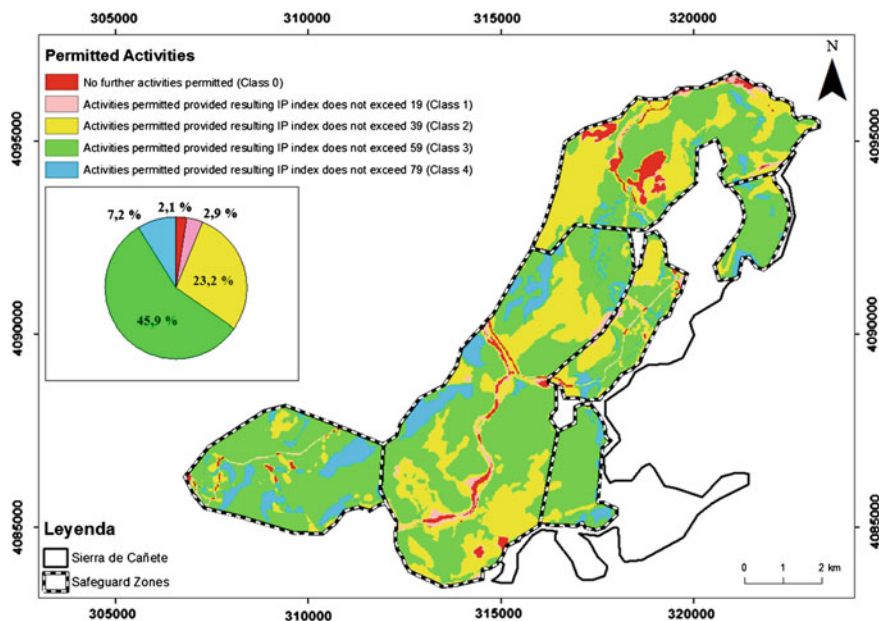 305000 310000 315000 320000
Permitted Activities
No further activities permitted (Class 0)
Activities permitted provided resulting IP index does not exceed 19 (Class 1)
Activities permitted provided resulting IP index does not exceed 39 (Class 2)
Activities permitted provided resulting IP index does not exceed 59 (Class 3)
Activities permitted provided resulting IP index does not exceed 79 (Class 4)
N
4095000
4095000
7,2 %
2,1 %
2,9 %
23,2 %
45,9 %
4090000
4090000
4085000
4085000
Leyenda
Sierra de Cañete
Safeguard Zones
0 1 2 km
305000 310000 315000 320000